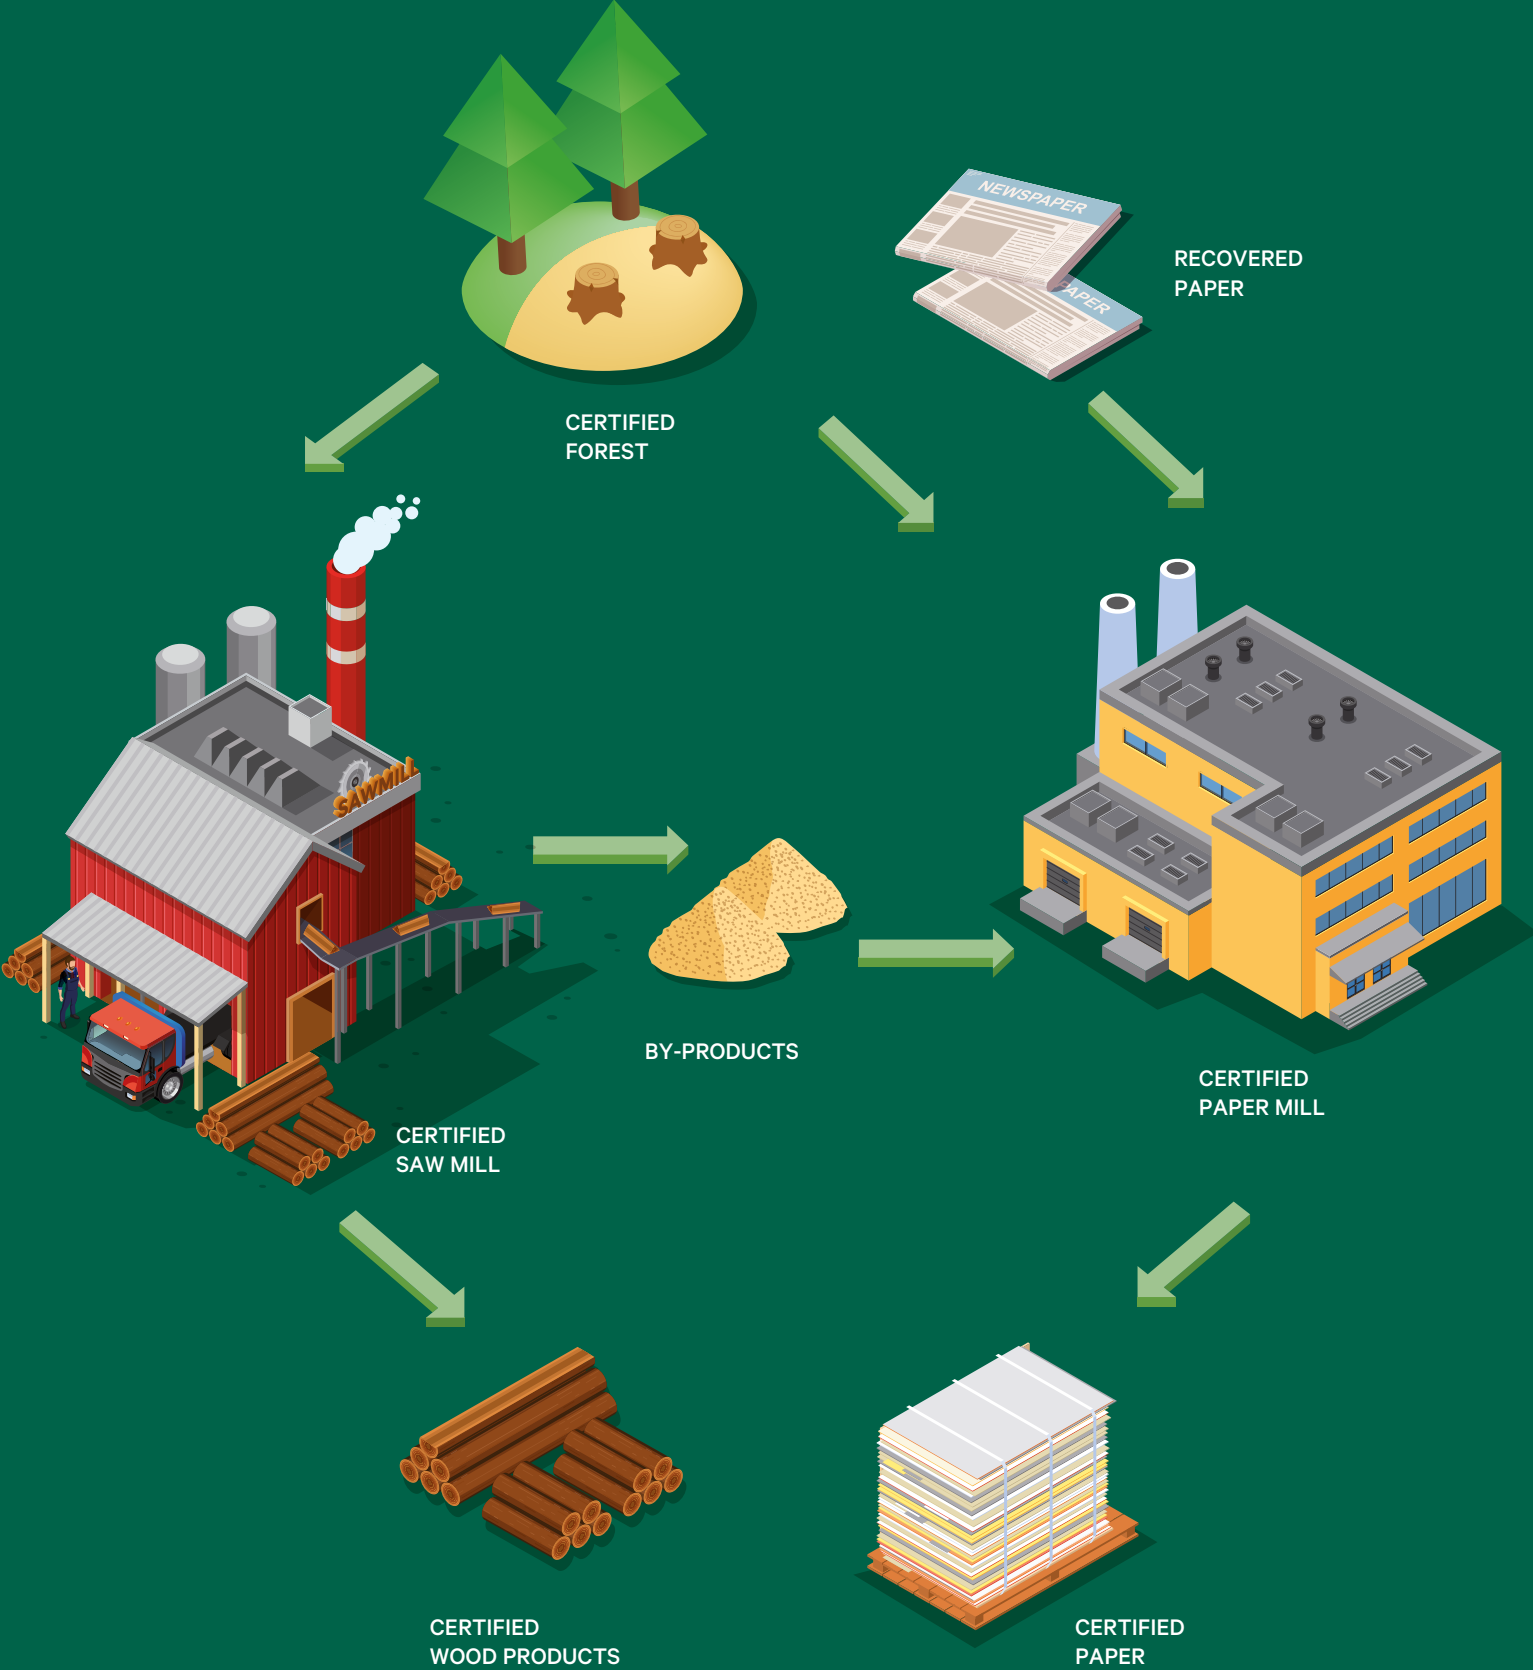 NEWSPAPER
PAPER
RECOVERED
PAPER
CERTIFIED
FOREST
SAWMILL
BY-PRODUCTS
CERTIFIED
PAPER MILL
CERTIFIED
SAW MILL
CERTIFIED
WOOD PRODUCTS
CERTIFIED
PAPER